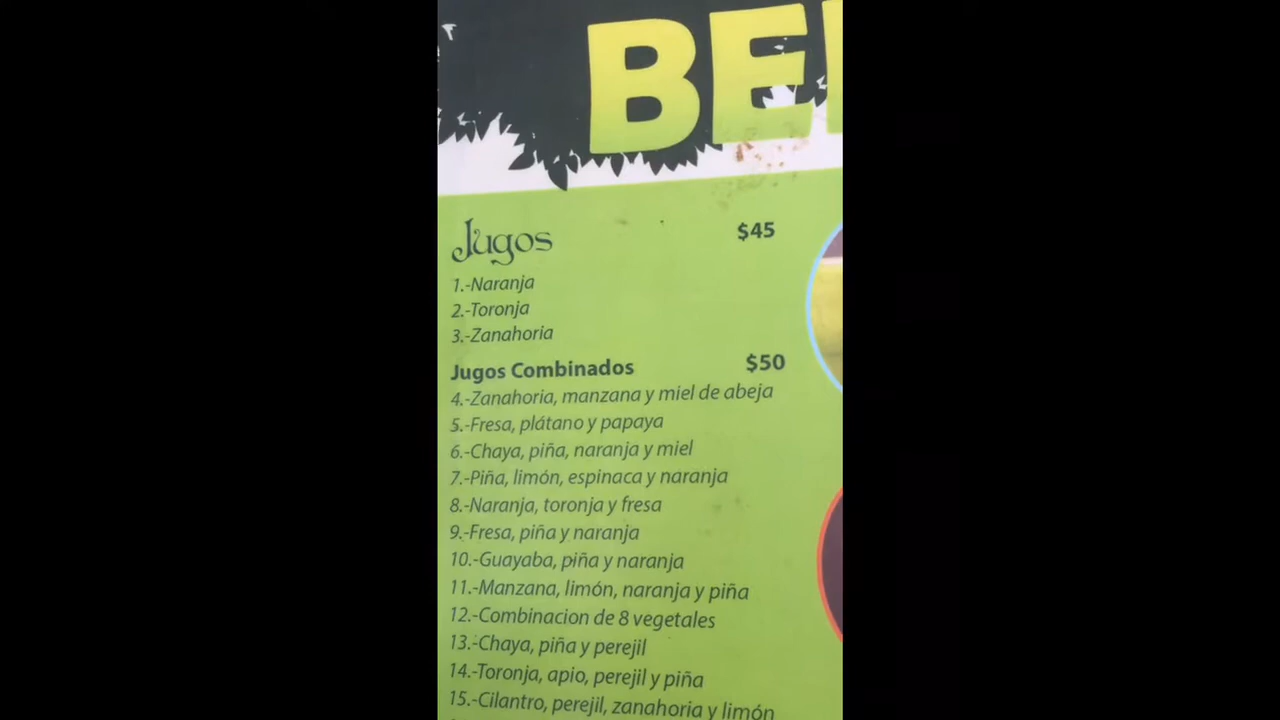 BE
Jugos $45
1.-Naranja
2.-Toronja
3.-Zanahoria
Jugos Combinados $50
4.-Zanahoria, manzana y miel de abeja
5.-Fresa, plátano y papaya
6.-Chaya, piña, naranja y miel
7.-Piña, limón, espinaca y naranja
8.-Naranja, toronja y fresa
9.-Fresa, piña y naranja
10.-Guayaba, piña y naranja
11.-Manzana, limón, naranja y piña
12.-Combinacion de 8 vegetales
13.-Chaya, piña y perejil
14.-Toronja, apio, perejil y piña
15.-Cilantro, perejil, zanahoria y limón